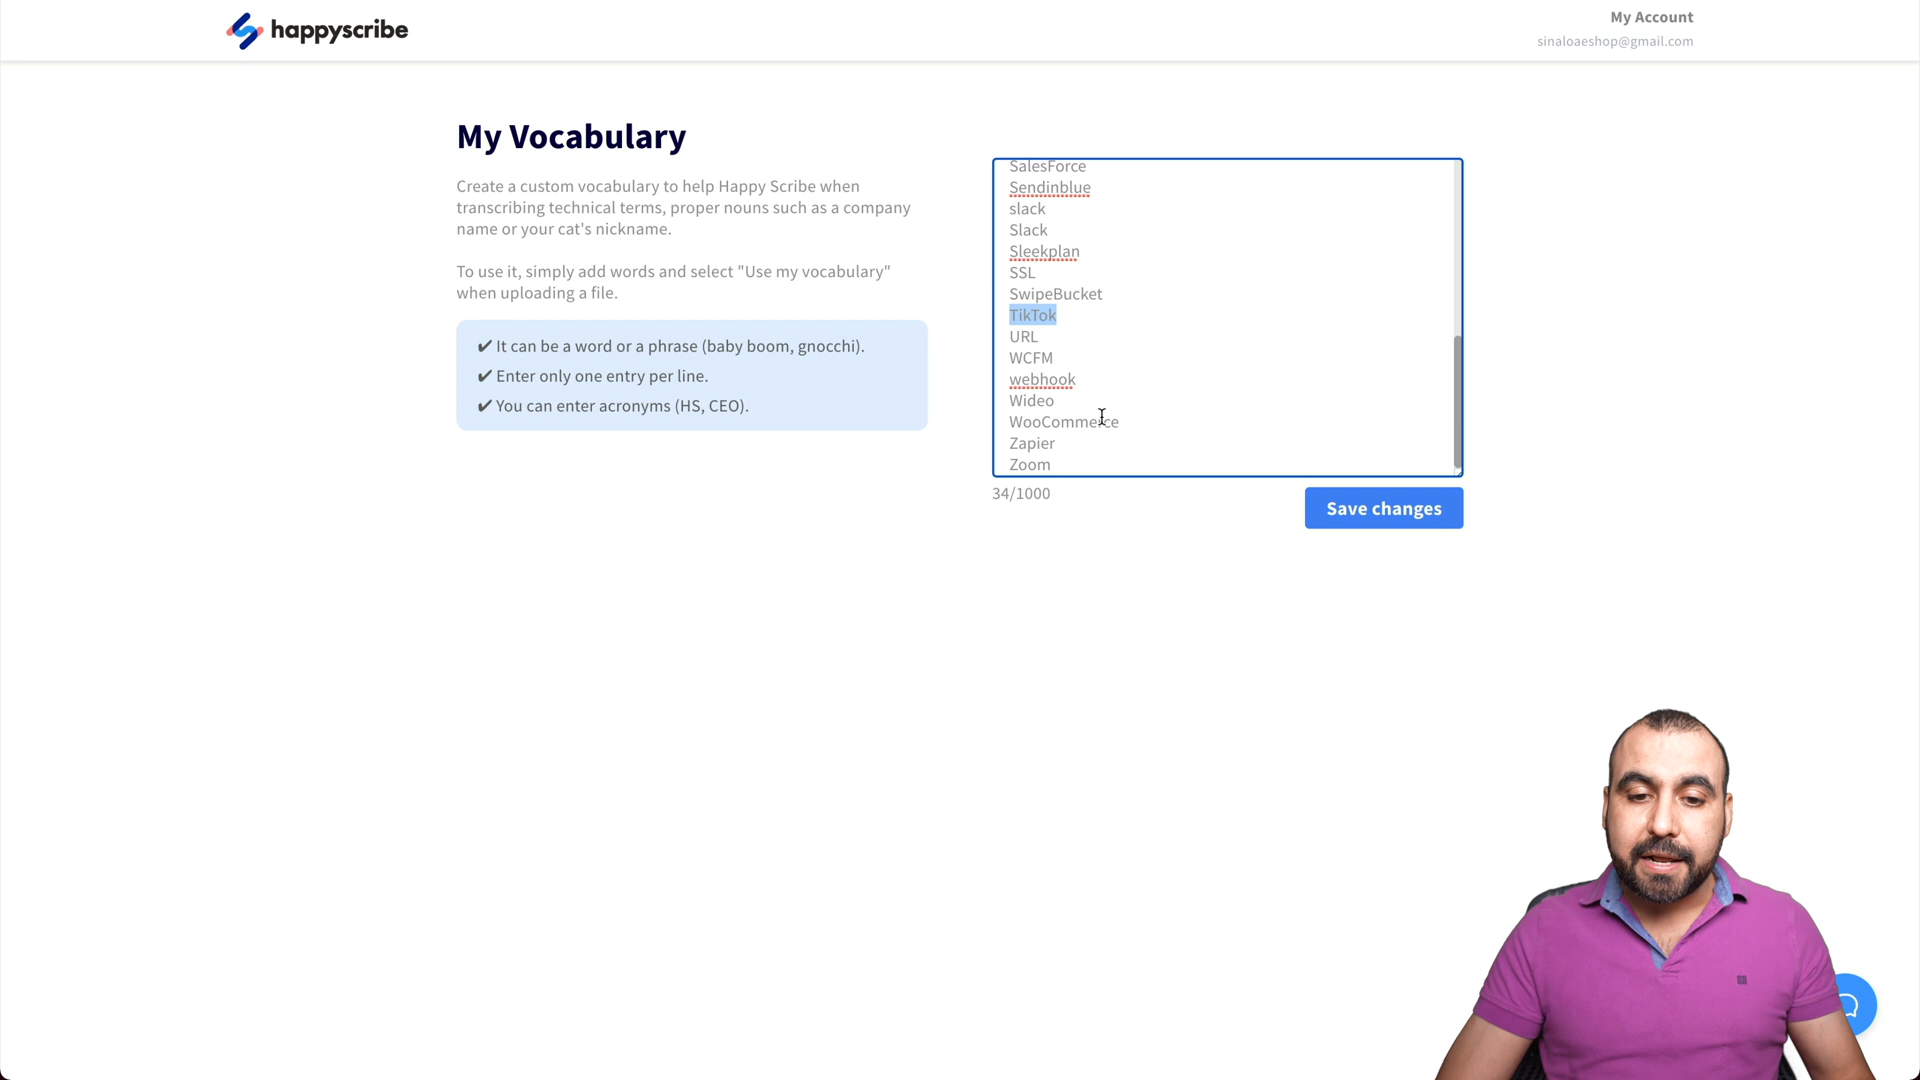 happyscribe
My Account
sinaloaeshop@gmail.com
My Vocabulary
Create a custom vocabulary to help Happy Scribe when
transcribing technical terms, proper nouns such as a company
name or your cat's nickname.
To use it, simply add words and select "Use my vocabulary"
when uploading a file.
✔ It can be a word or a phrase (baby boom, gnocchi).
✔ Enter only one entry per line.
✔ You can enter acronyms (HS, CEO).
SalesForce
Sendinblue
slack
Slack
Sleekplan
SSL
SwipeBucket
TikTok
URL
WCFM
webhook
Wideo
WooCommerce
Zapier
Zoom
34/1000
Save changes